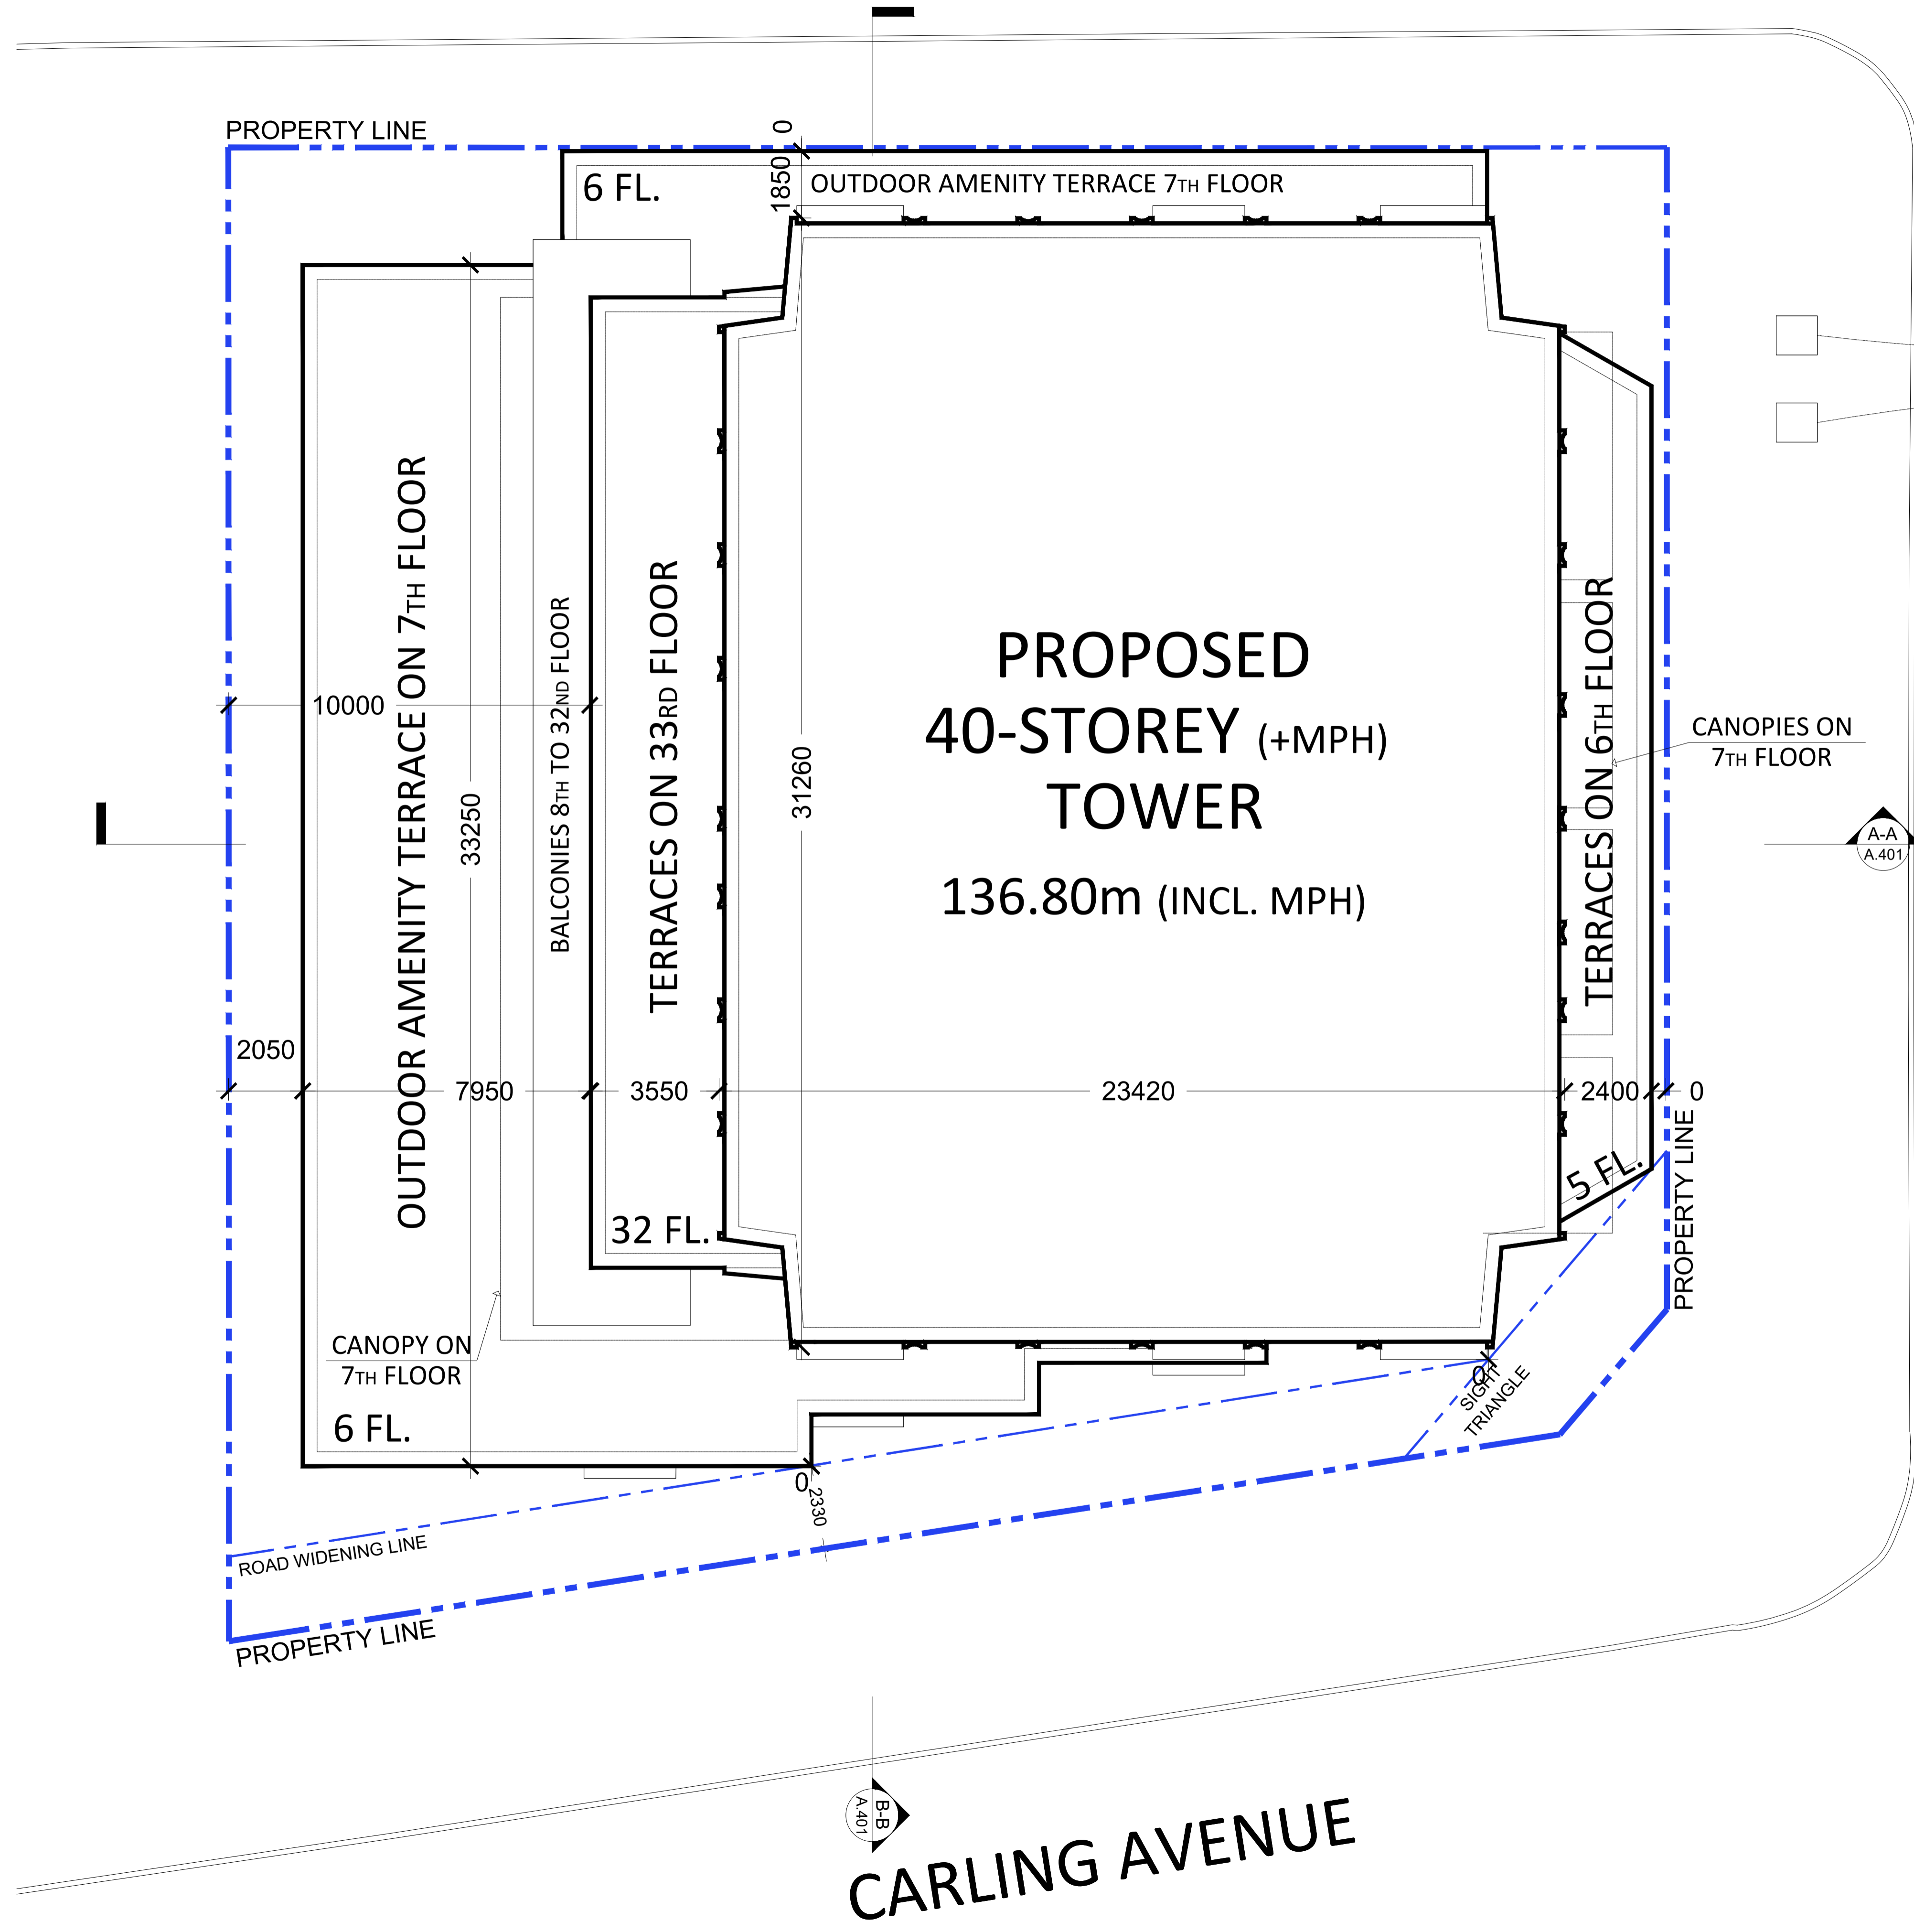 PROPERTY LINE
0
1850
6 FL.
OUTDOOR AMENITY TERRACE 7TH FLOOR
OUTDOOR AMENITY TERRACE ON 7TH FLOOR
10000
33250
BALCONIES 8TH TO 32ND FLOOR
TERRACES ON 33RD FLOOR
31260
PROPOSED
40-STOREY (+MPH)
TOWER
136.80m (INCL. MPH)
TERRACES ON 6TH FLOOR
CANOPIES ON
7TH FLOOR
A-A
A.401
2050
7950
3550
23420
2400
0
PROPERTY LINE
5 FL.
32 FL.
CANOPY ON
7TH FLOOR
6 FL.
0
SIGHT
TRIANGLE
0
2330
ROAD WIDENING LINE
PROPERTY LINE
B-B
A.401
CARLING AVENUE